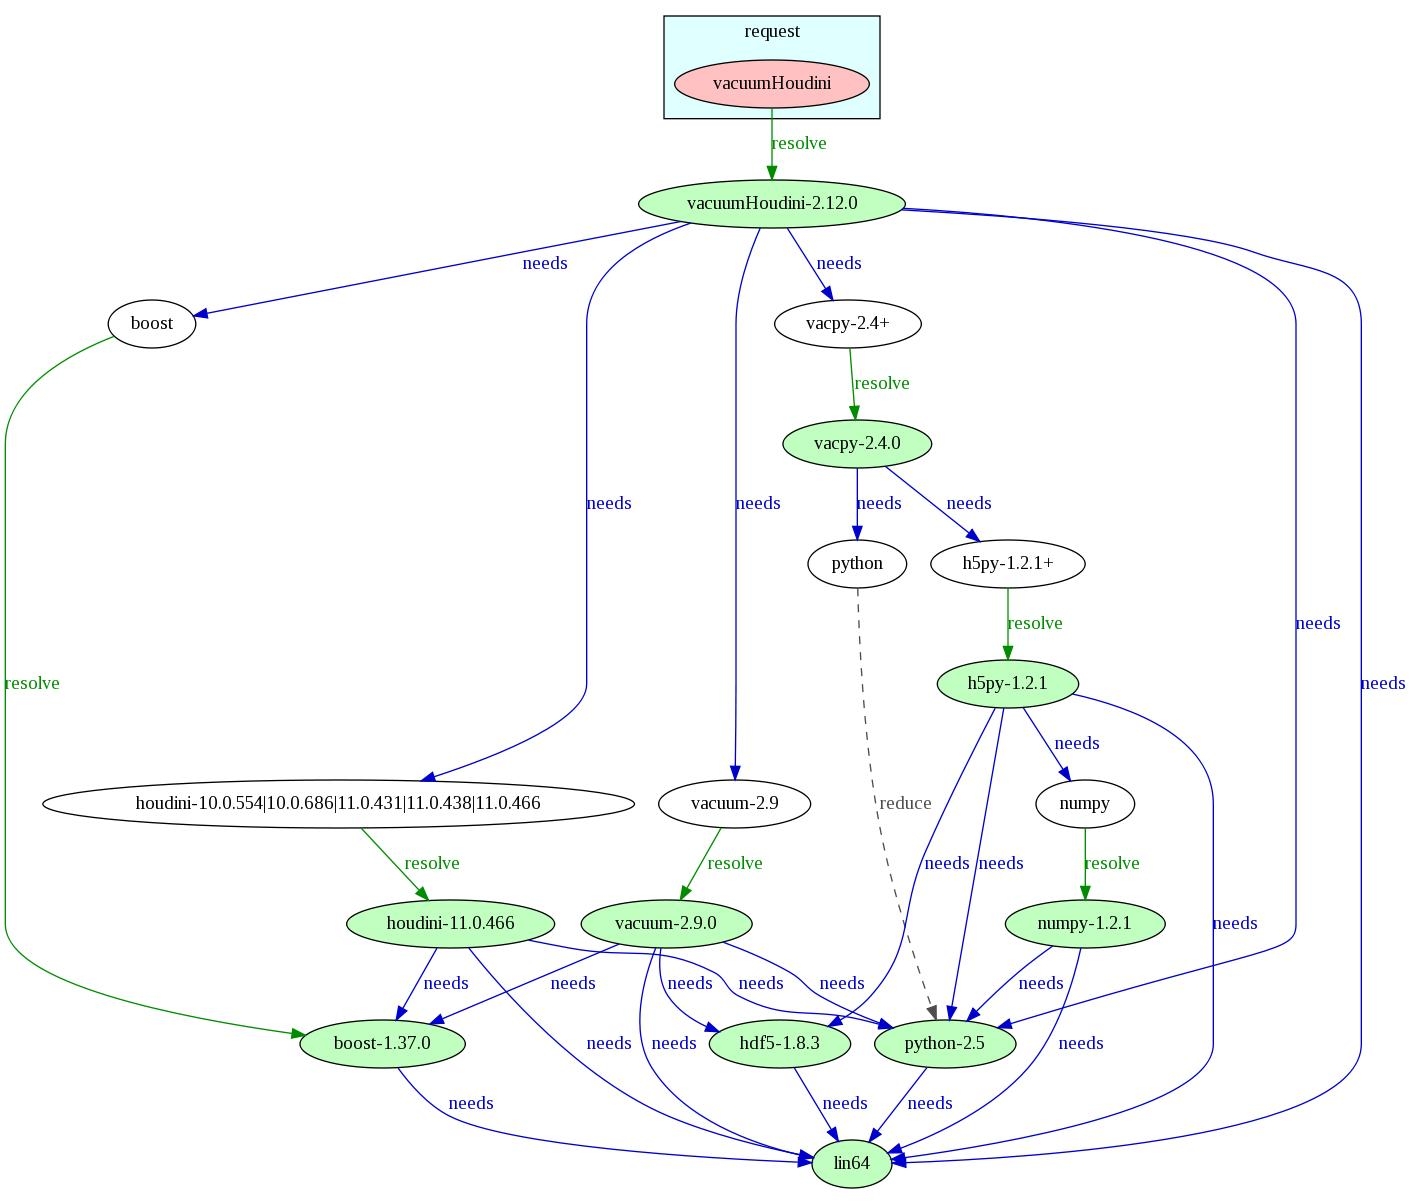 request
vacuumHoudini
resolve
vacuumHoudini-2.12.0
needs
needs
boost
vacpy-2.4+
resolve
vacpy-2.4.0
needs
needs
needs
needs
python
h5py-1.2.1+
resolve
needs
resolve
h5py-1.2.1
needs
needs
houdini-10.0.554|10.0.686|11.0.431|11.0.438|11.0.466
vacuum-2.9
reduce
numpy
resolve
resolve
needs
needs
resolve
houdini-11.0.466
vacuum-2.9.0
numpy-1.2.1
needs
needs
needs
needs
needs
needs
needs
boost-1.37.0
needs
needs
hdf5-1.8.3
python-2.5
needs
needs
needs
needs
lin64